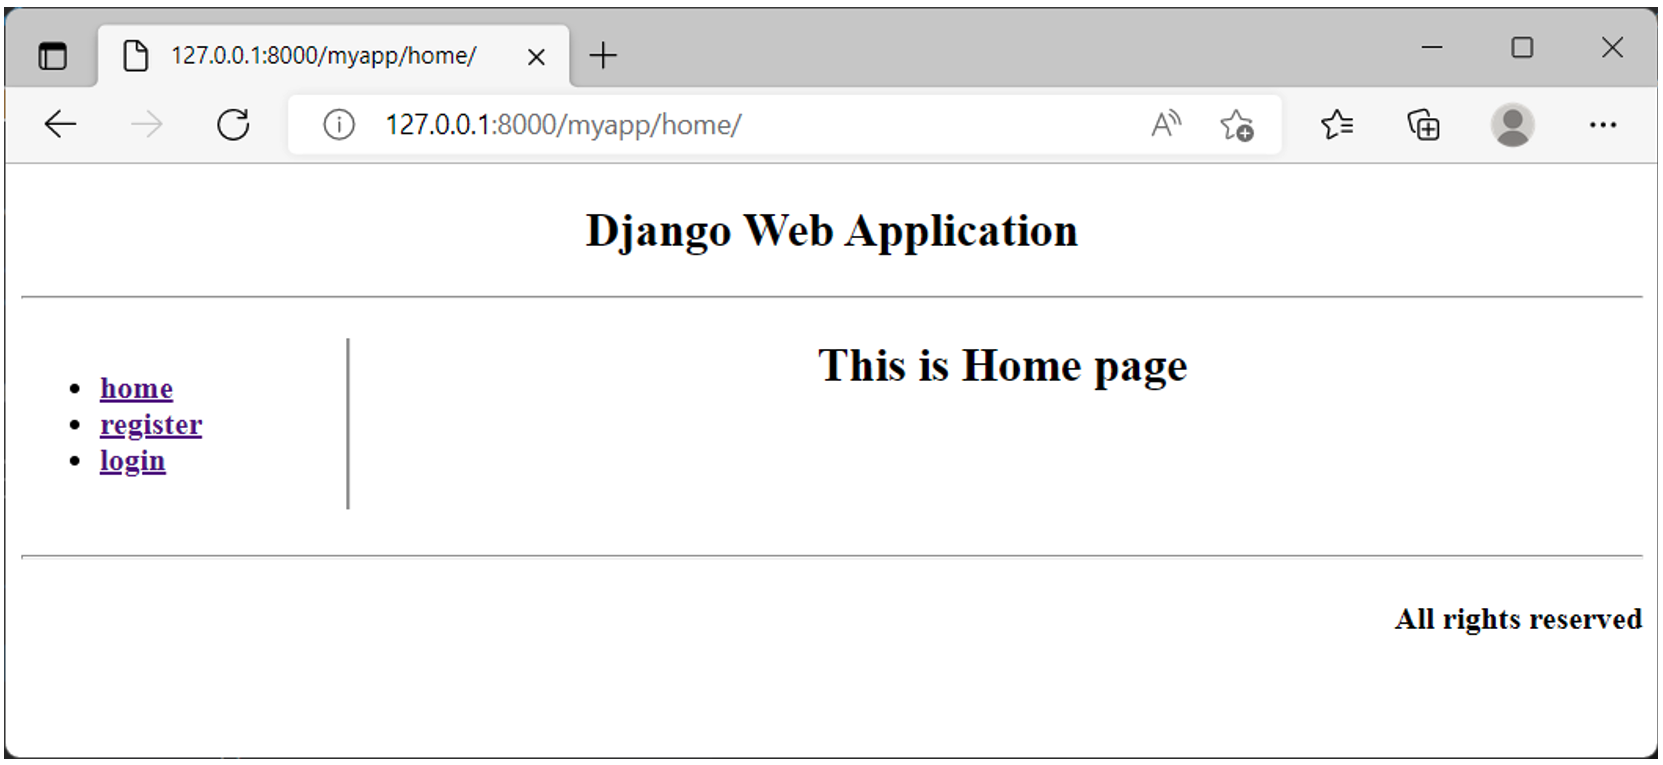 127.0.0.1:8000/myapp/home/
127.0.0.1:8000/myapp/home/
Django Web Application
This is Home page
home
register
login
All rights reserved